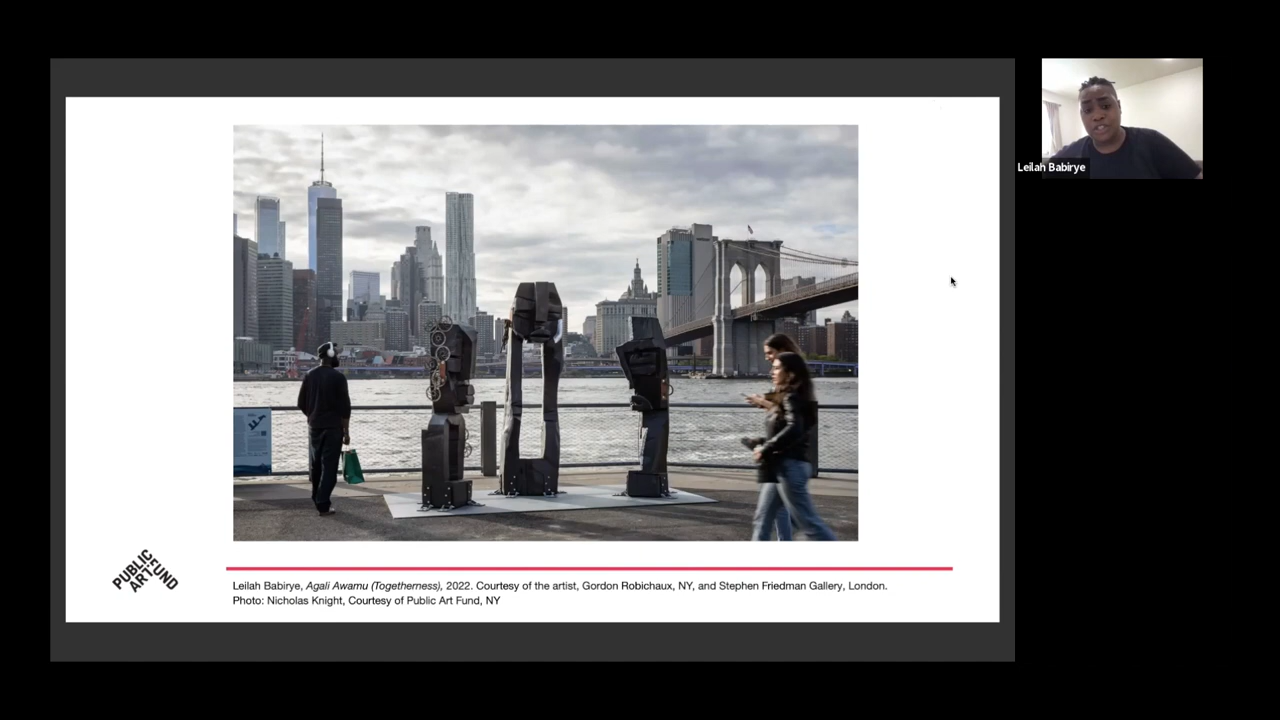 Leilah Babirye
PUBLIC
ART FUND
Leilah Babirye, Agali Awamu (Togetherness), 2022. Courtesy of the artist, Gordon Robichaux, NY, and Stephen Friedman Gallery, London.
Photo: Nicholas Knight, Courtesy of Public Art Fund, NY